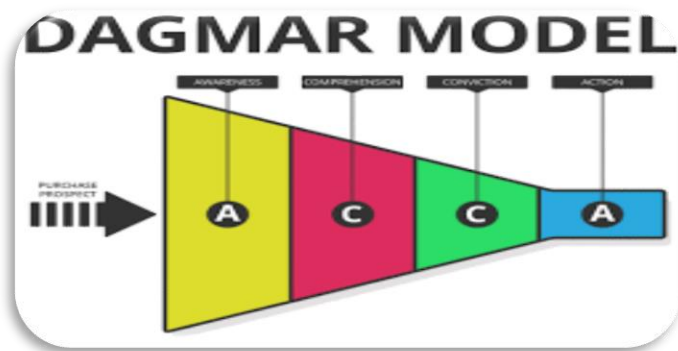 DAGMAR MODEL
AWARENESS COMPREHENSION CONVICTION ACTION
PURCHASE
PROSPECT
A C C A